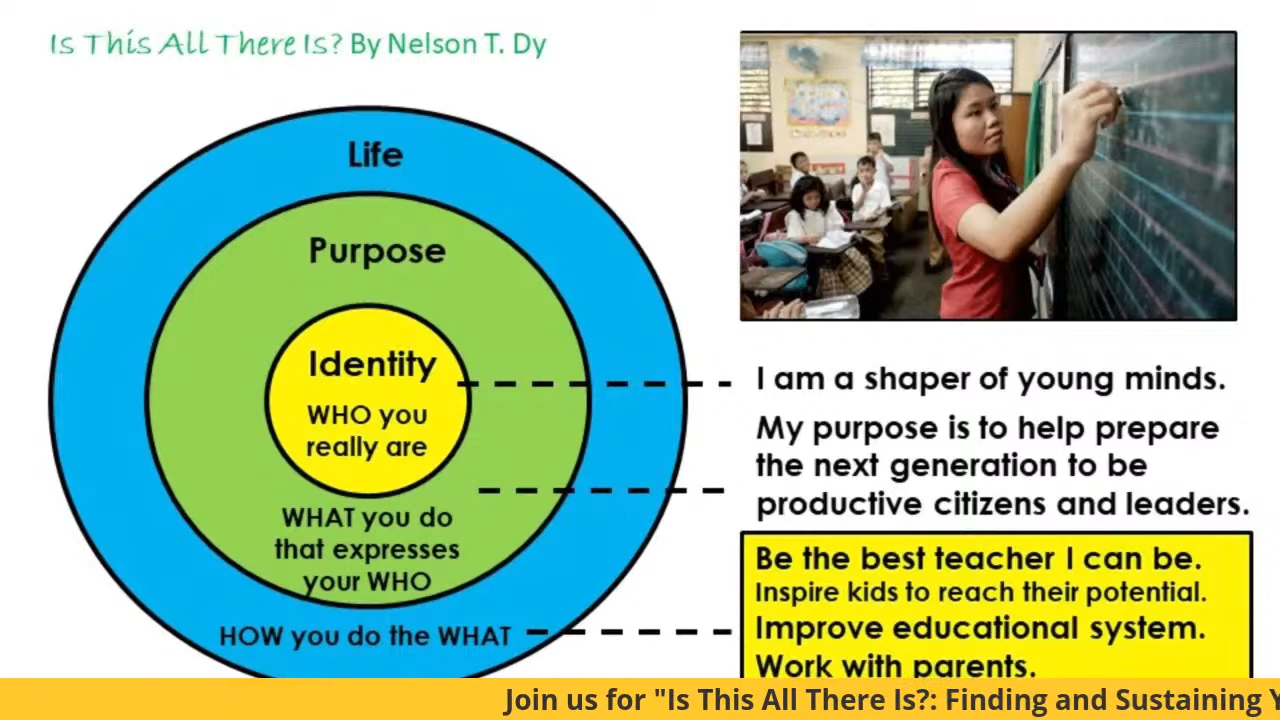 Is This All There Is? By Nelson T. Dy
Life
Purpose
Identity
WHO you
really are
WHAT you do
that expresses
your WHO
HOW you do the WHAT
I am a shaper of young minds.
My purpose is to help prepare
the next generation to be
productive citizens and leaders.
Be the best teacher I can be.
Inspire kids to reach their potential.
Improve educational system.
Work with parents.
Join us for "Is This All There Is?: Finding and Sustaining